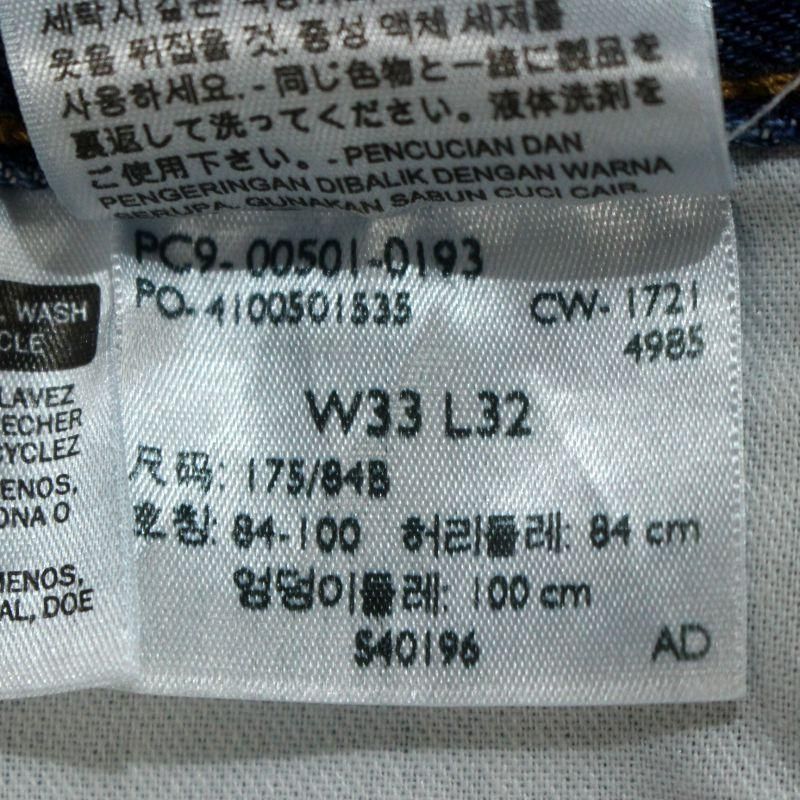 세탁시
옷을 뒤집을 것. 중성 액체 세제를
사용하세요. - 同じ色物と一緒に製品を
裏返して洗ってください。液体洗剤を
ご使用下さい。- PENCUCIAN DAN
PENGERINGAN DIBALIK DENGAN WARNA
SERUPA. GUNAKAN SABUN CUCI CAIR.
PC9- 00501-0193
PO- 4100501535 CW- 1721
4985
W33 L32
尺码: 175/84B
호칭: 84-100 허리둘레: 84 cm
엉덩이둘레: 100 cm
540196 AD
WASH
CLE
LAVEZ
ECHER
CYCLEZ
MENOS,
ONA O
MENOS,
AL, DOE